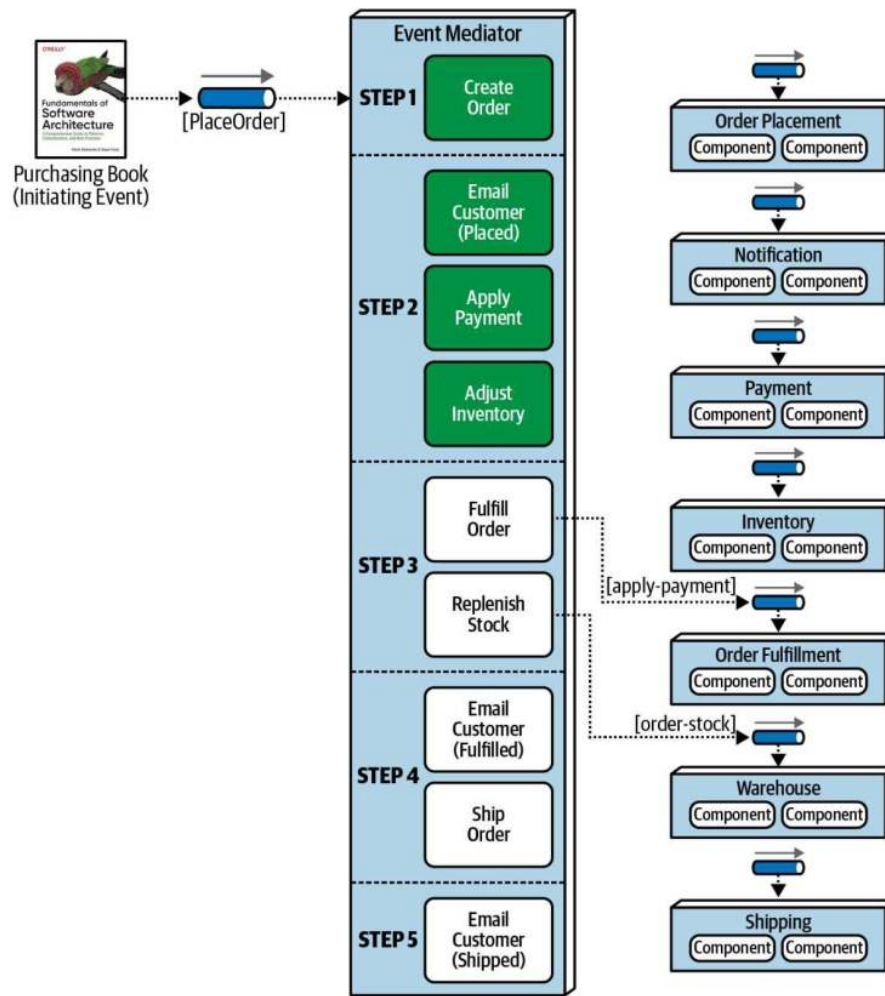 O'REILLY
Fundamentals of
Software
Architecture
Purchasing Book
(Initiating Event)
[PlaceOrder]
Event Mediator
STEP 1
Create
Order
STEP 2
Email
Customer
(Placed)
Apply
Payment
Adjust
Inventory
STEP 3
Fulfill
Order
Replenish
Stock
STEP 4
Email
Customer
(Fulfilled)
Ship
Order
STEP 5
Email
Customer
(Shipped)
Order Placement
Component Component
Notification
Component Component
Payment
Component Component
Inventory
Component Component
[apply-payment]
Order Fulfillment
Component Component
[order-stock]
Warehouse
Component Component
Shipping
Component Component